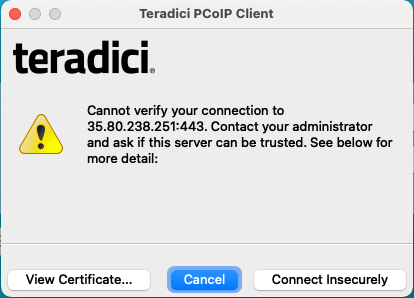 Teradici PCoIP Client
teradici®
Cannot verify your connection to
35.80.238.251:443. Contact your administrator
and ask if this server can be trusted. See below for
more detail:
View Certificate... Cancel Connect Insecurely